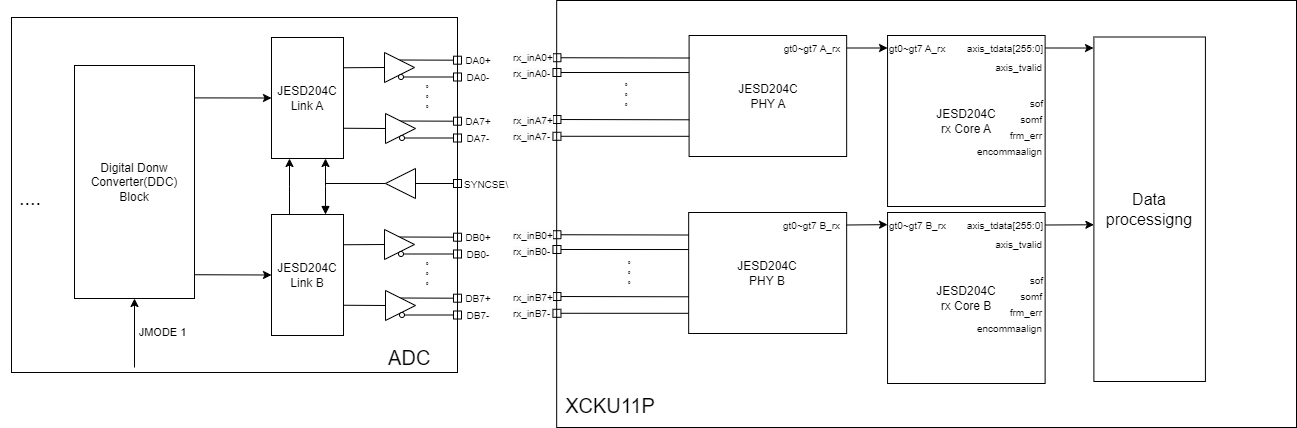 ....
Digital Donw
Converter(DDC)
Block
JMODE 1
JESD204C
Link A
JESD204C
Link B
DA0+
DA0-
DA7+
DA7-
SYNCSE\
DB0+
DB0-
DB7+
DB7-
ADC
rx_inA0+
rx_inA0-
rx_inA7+
rx_inA7-
rx_inB0+
rx_inB0-
rx_inB7+
rx_inB7-
gt0~gt7 A_rx
JESD204C
PHY A
gt0~gt7 B_rx
JESD204C
PHY B
gt0~gt7 A_rx
axis_tdata[255:0]
axis_tvalid
JESD204C
rx Core A
sof
somf
frm_err
encommaalign
gt0~gt7 B_rx
axis_tdata[255:0]
axis_tvalid
JESD204C
rx Core B
sof
somf
frm_err
encommaalign
Data
processigng
XCKU11P